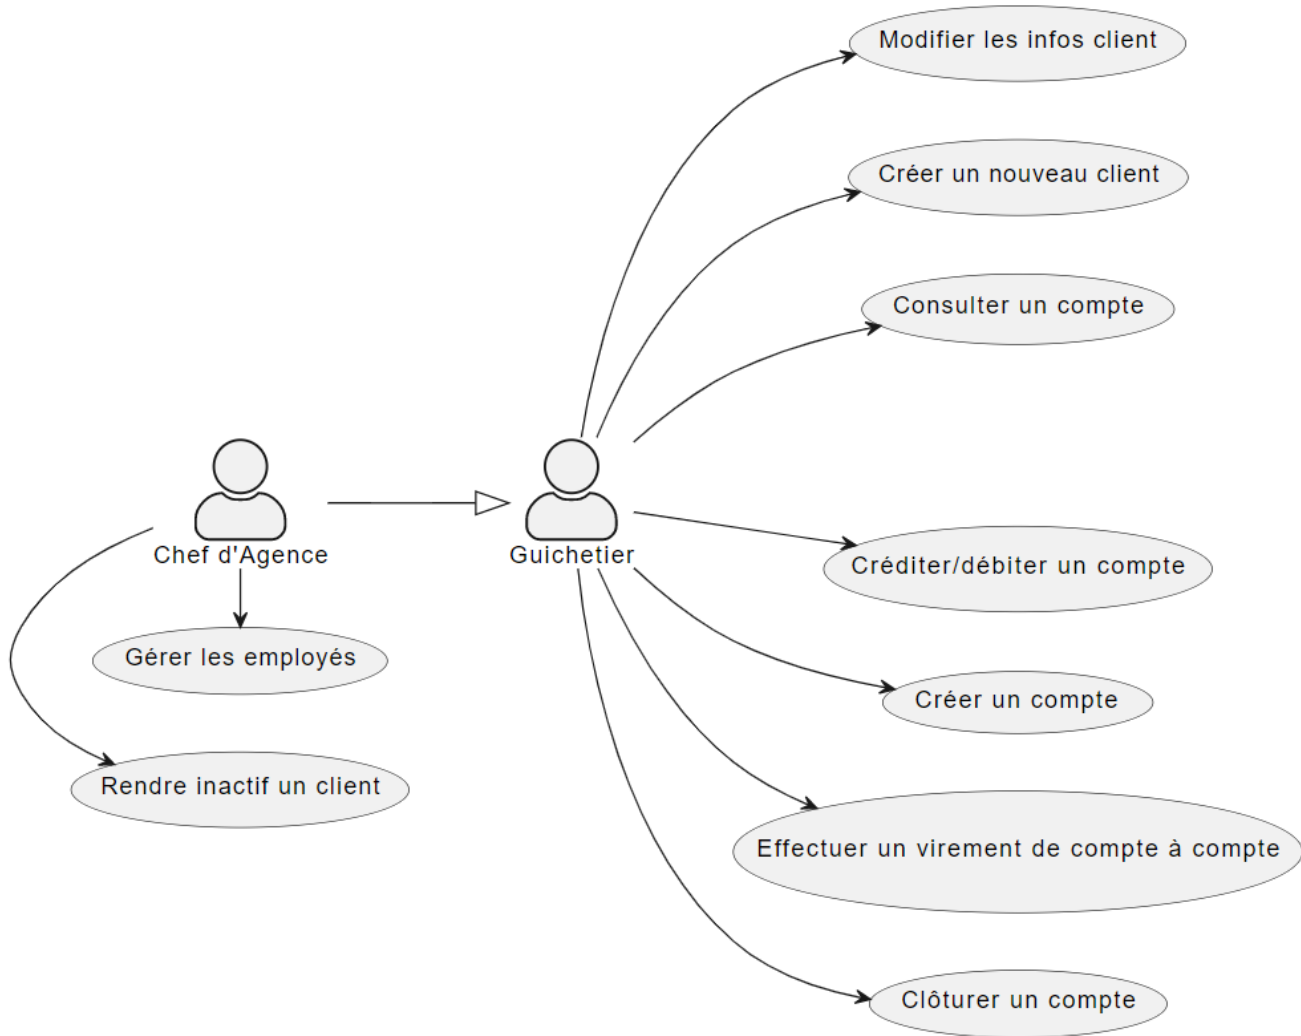 Modifier les infos client
Créer un nouveau client
Consulter un compte
Chef d'Agence
Guichetier
Créditer/débiter un compte
Gérer les employés
Créer un compte
Rendre inactif un client
Effectuer un virement de compte à compte
Clôturer un compte